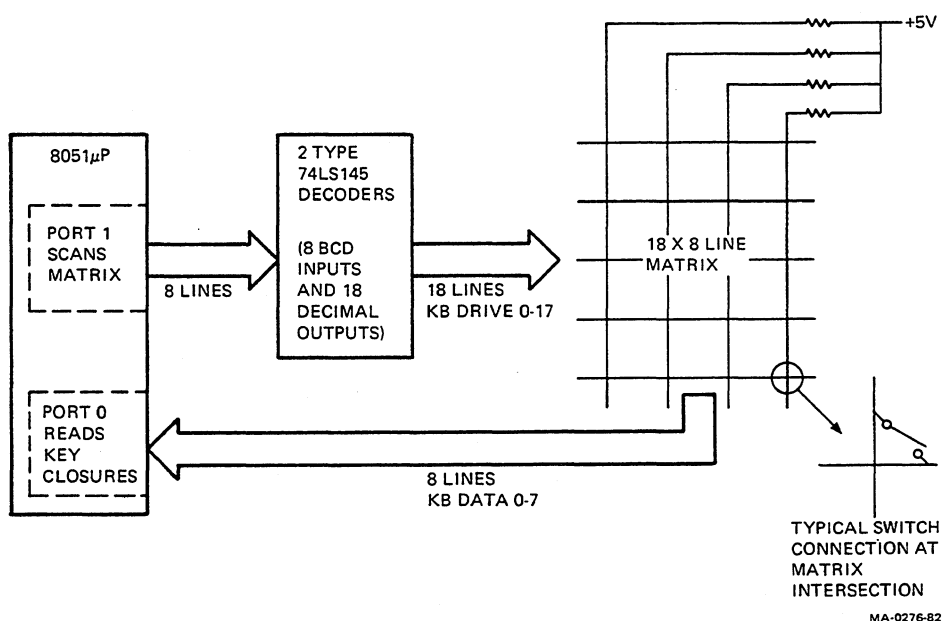 +5V
8051µP
PORT 1
SCANS
MATRIX
8 LINES
2 TYPE
74LS145
DECODERS
(8 BCD
INPUTS
AND 18
DECIMAL
OUTPUTS)
18 LINES
KB DRIVE 0-17
18 X 8 LINE
MATRIX
PORT 0
READS
KEY
CLOSURES
8 LINES
KB DATA 0-7
TYPICAL SWITCH
CONNECTION AT
MATRIX
INTERSECTION
MA-0276-82